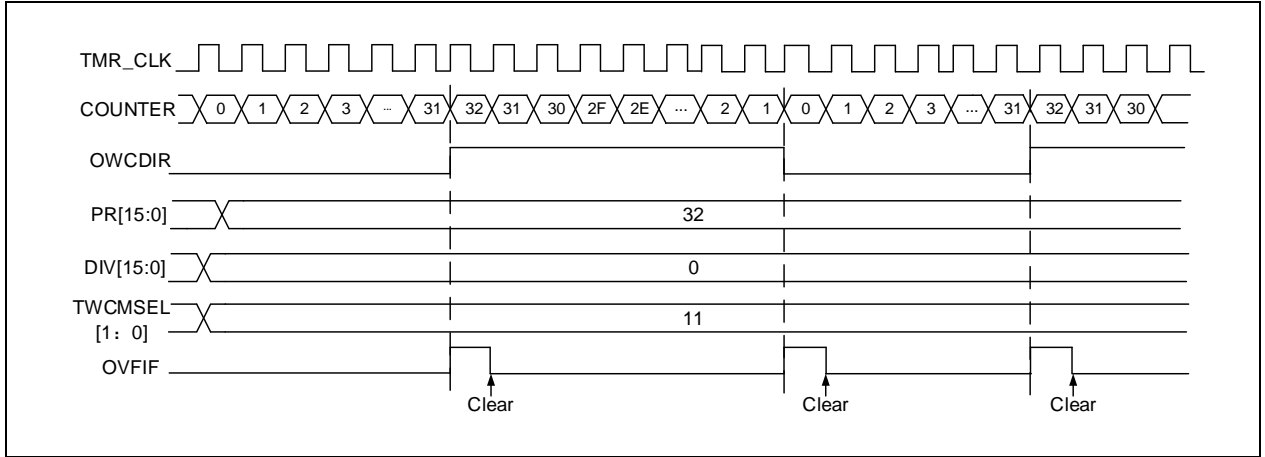 TMR_CLK
COUNTER 0 1 2 3 ... 31 32 31 30 2F 2E ... 2 1 0 1 2 3 ... 31 32 31 30
OWCDIR
PR[15:0] 32
DIV[15:0] 0
TWCMSEL
[1：0] 11
OVFIF
Clear Clear Clear